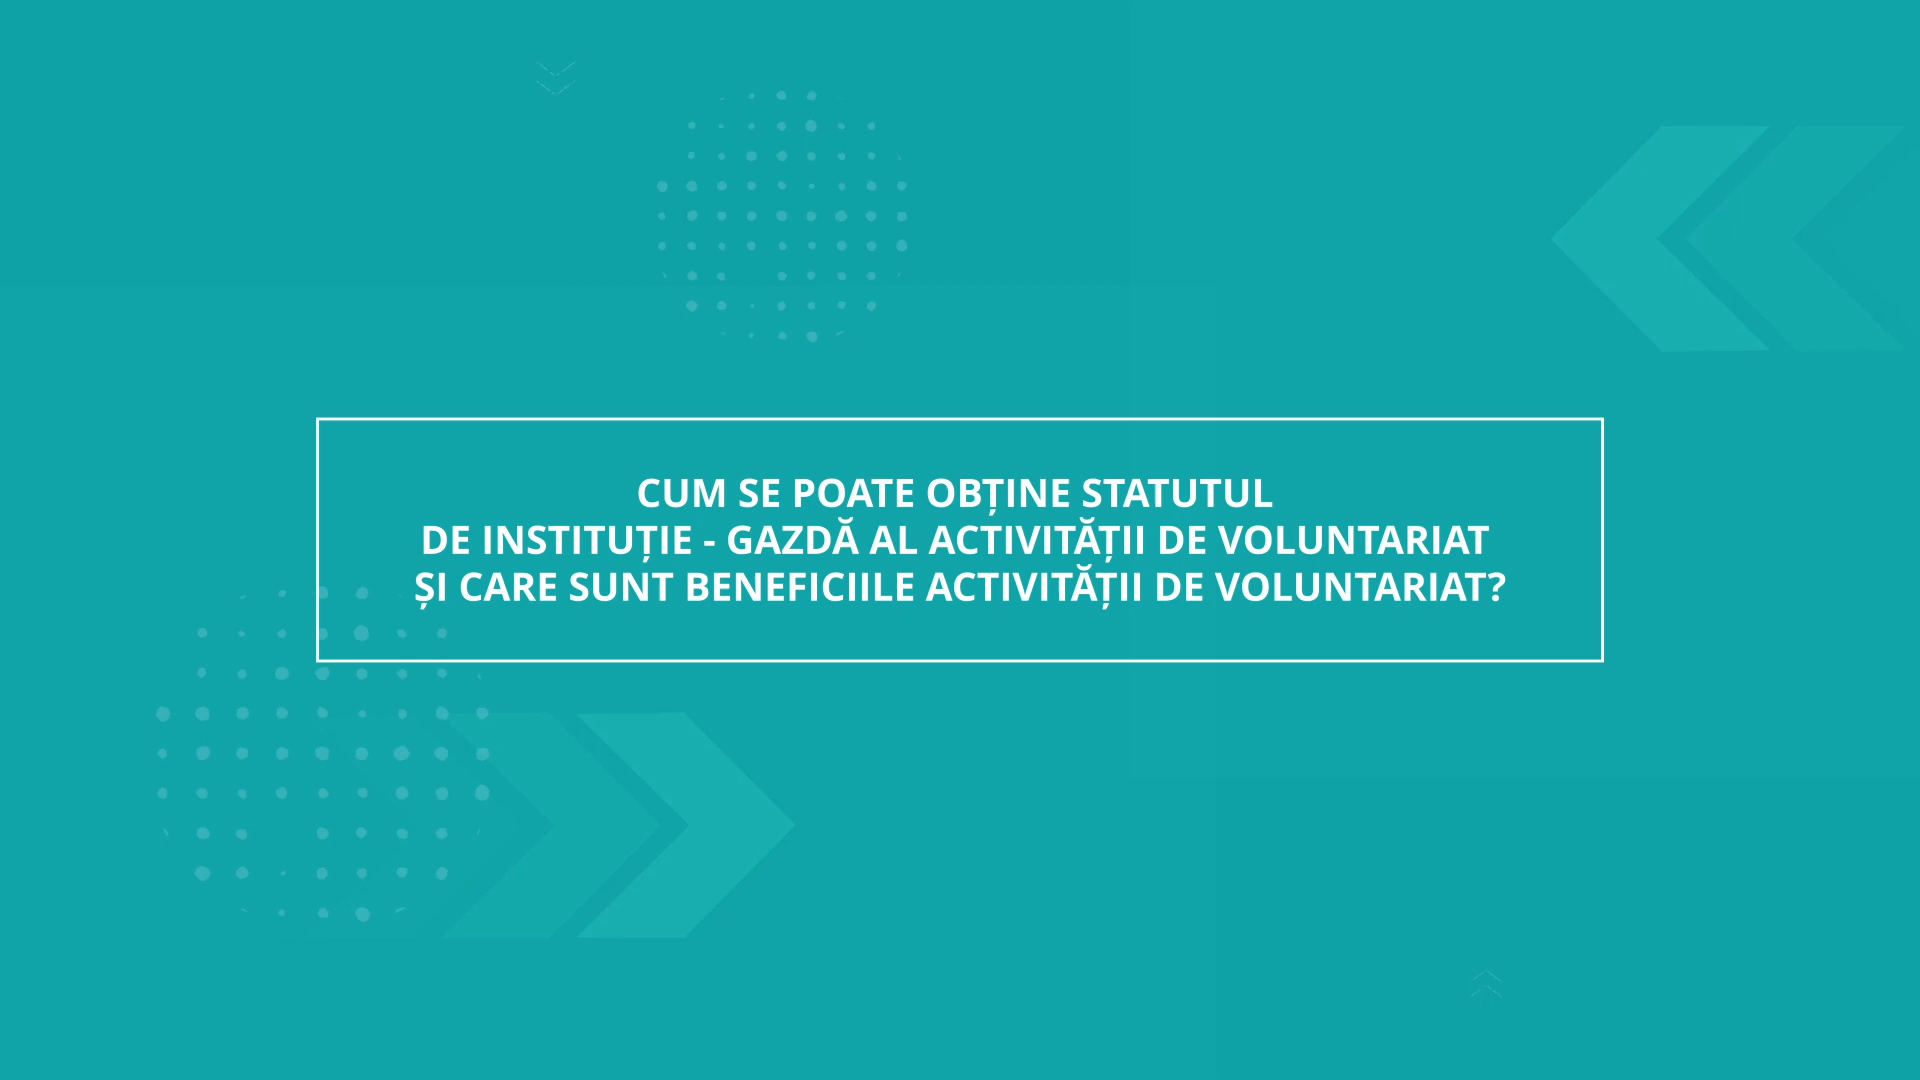 CUM SE POATE OBȚINE STATUTUL
DE INSTITUȚIE - GAZDĂ AL ACTIVITĂȚII DE VOLUNTARIAT
ȘI CARE SUNT BENEFICIILE ACTIVITĂȚII DE VOLUNTARIAT?